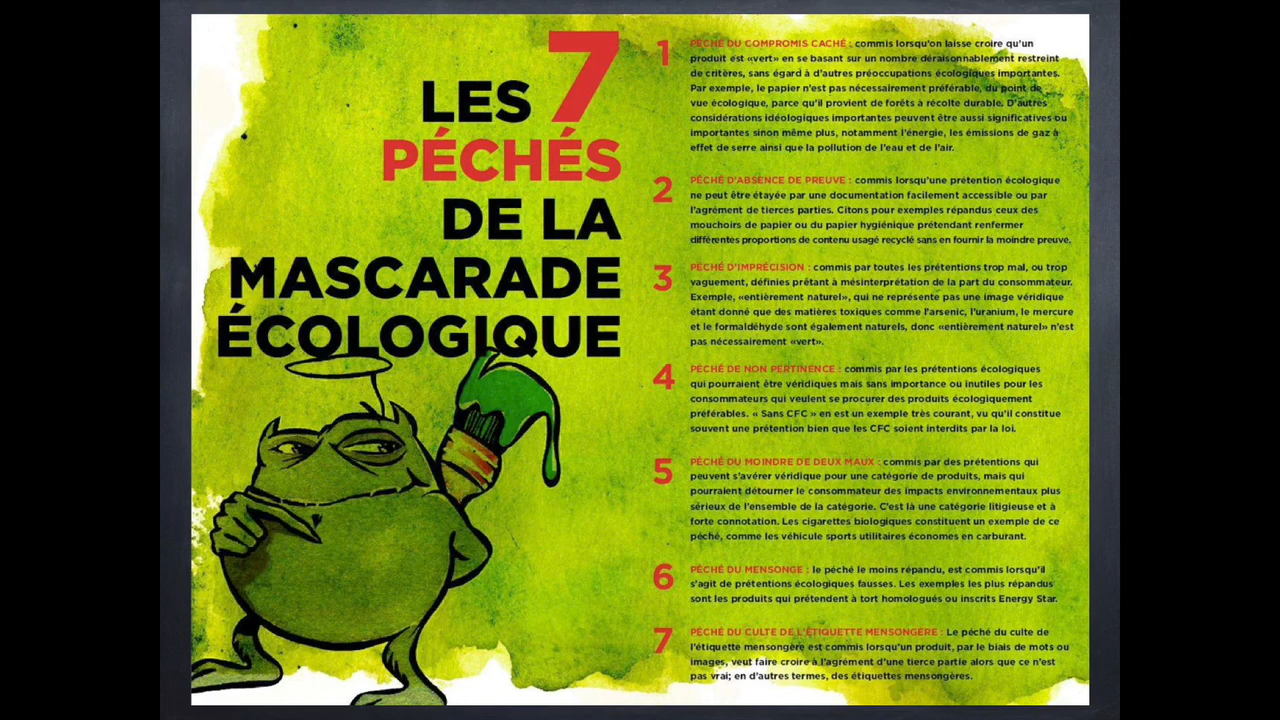 LES 7
PÉCHÉS
DE LA
MASCARADE
ÉCOLOGIQUE
1 PÉCHÉ DU COMPROMIS CACHÉ : commis lorsqu'on laisse croire qu'un
produit est «vert» en se basant sur un nombre déraisonnablement restreint
de critères, sans égard à d'autres préoccupations écologiques importantes.
Par exemple, le papier n'est pas nécessairement préférable, du point de
vue écologique, parce qu'il provient de forêts à récolte durable. D'autres
considérations idéologiques importantes peuvent être aussi significatives ou
importantes sinon même plus, notamment l'énergie, les émissions de gaz à
effet de serre ainsi que la pollution de l'eau et de l'air.
2 PÉCHÉ D'ABSENCE DE PREUVE : commis lorsqu'une prétention écologique
ne peut être étayée par une documentation facilement accessible ou par
l'agrément de tierces parties. Citons pour exemples répandus ceux des
mouchoirs de papier ou du papier hygiénique prétendant renfermer
différentes proportions de contenu usagé recyclé sans en fournir la moindre preuve.
3 PÉCHÉ D'IMPRÉCISION : commis par toutes les prétentions trop mal, ou trop
vaguement, définies prêtant à mésinterprétation de la part du consommateur.
Exemple, «entièrement naturel», qui ne représente pas une image véridique
étant donné que des matières toxiques comme l'arsenic, l'uranium, le mercure
et le formaldéhyde sont également naturels, donc «entièrement naturel» n'est
pas nécessairement «vert».
4 PÉCHÉ DE NON PERTINENCE : commis par les prétentions écologiques
qui pourraient être véridiques mais sans importance ou inutiles pour les
consommateurs qui veulent se procurer des produits écologiquement
préférables. « Sans CFC » en est un exemple très courant, vu qu'il constitue
souvent une prétention bien que les CFC soient interdits par la loi.
5 PÉCHÉ DU MOINDRE DE DEUX MAUX : commis par des prétentions qui
peuvent s'avérer véridique pour une catégorie de produits, mais qui
pourraient détourner le consommateur des impacts environnementaux plus
sérieux de l'ensemble de la catégorie. C'est là une catégorie litigieuse et à
forte connotation. Les cigarettes biologiques constituent un exemple de ce
péché, comme les véhicule sports utilitaires économes en carburant.
6 PÉCHÉ DU MENSONGE : le péché le moins répandu, est commis lorsqu'il
s'agit de prétentions écologiques fausses. Les exemples les plus répandus
sont les produits qui prétendent à tort homologués ou inscrits Energy Star.
7 PÉCHÉ DU CULTE DE L'ÉTIQUETTE MENSONGÈRE : Le péché du culte de
l'étiquette mensongère est commis lorsqu'un produit, par le biais de mots ou
images, veut faire croire à l'agrément d'une tierce partie alors que ce n'est
pas vrai; en d'autres termes, des étiquettes mensongères.